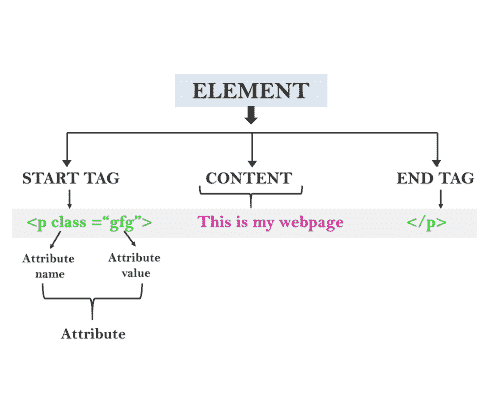 ELEMENT
START TAG CONTENT END TAG
<p class =“gfg”> This is my webpage </p>
Attribute name Attribute value
Attribute